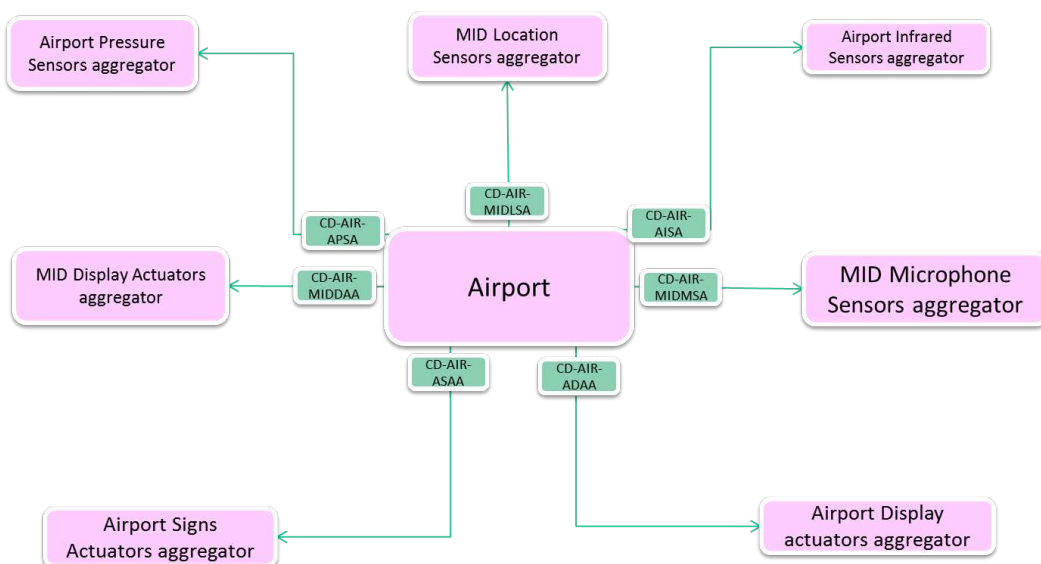 Airport Pressure
Sensors aggregator
MID Location
Sensors aggregator
Airport Infrared
Sensors aggregator
CD-AIR-
MIDLSA
CD-AIR-
APSA
CD-AIR-
AISA
MID Display Actuators
aggregator
CD-AIR-
MIDDAA
Airport
CD-AIR-
MIDMSA
MID Microphone
Sensors aggregator
CD-AIR-
ASAA
CD-AIR-
ADAA
Airport Signs
Actuators aggregator
Airport Display
actuators aggregator